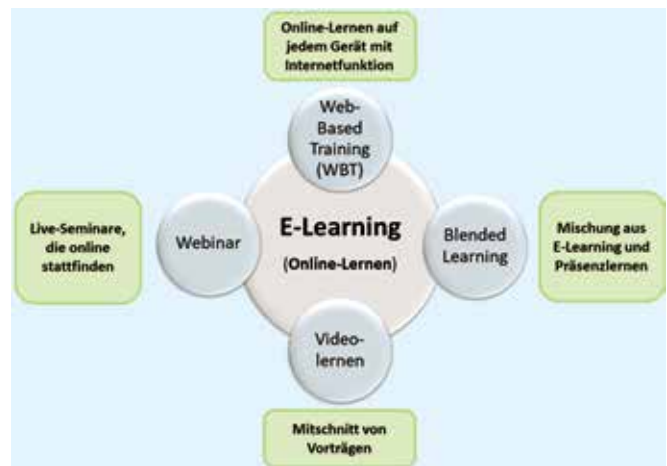 Online-Lernen auf
jedem Gerät mit
Internetfunktion
Web-
Based
Training
(WBT)
Live-Seminare,
die online
stattfinden
Webinar
E-Learning
(Online-Lernen)
Blended
Learning
Mischung aus
E-Learning und
Präsenzlernen
Video-
lernen
Mitschnitt von
Vorträgen